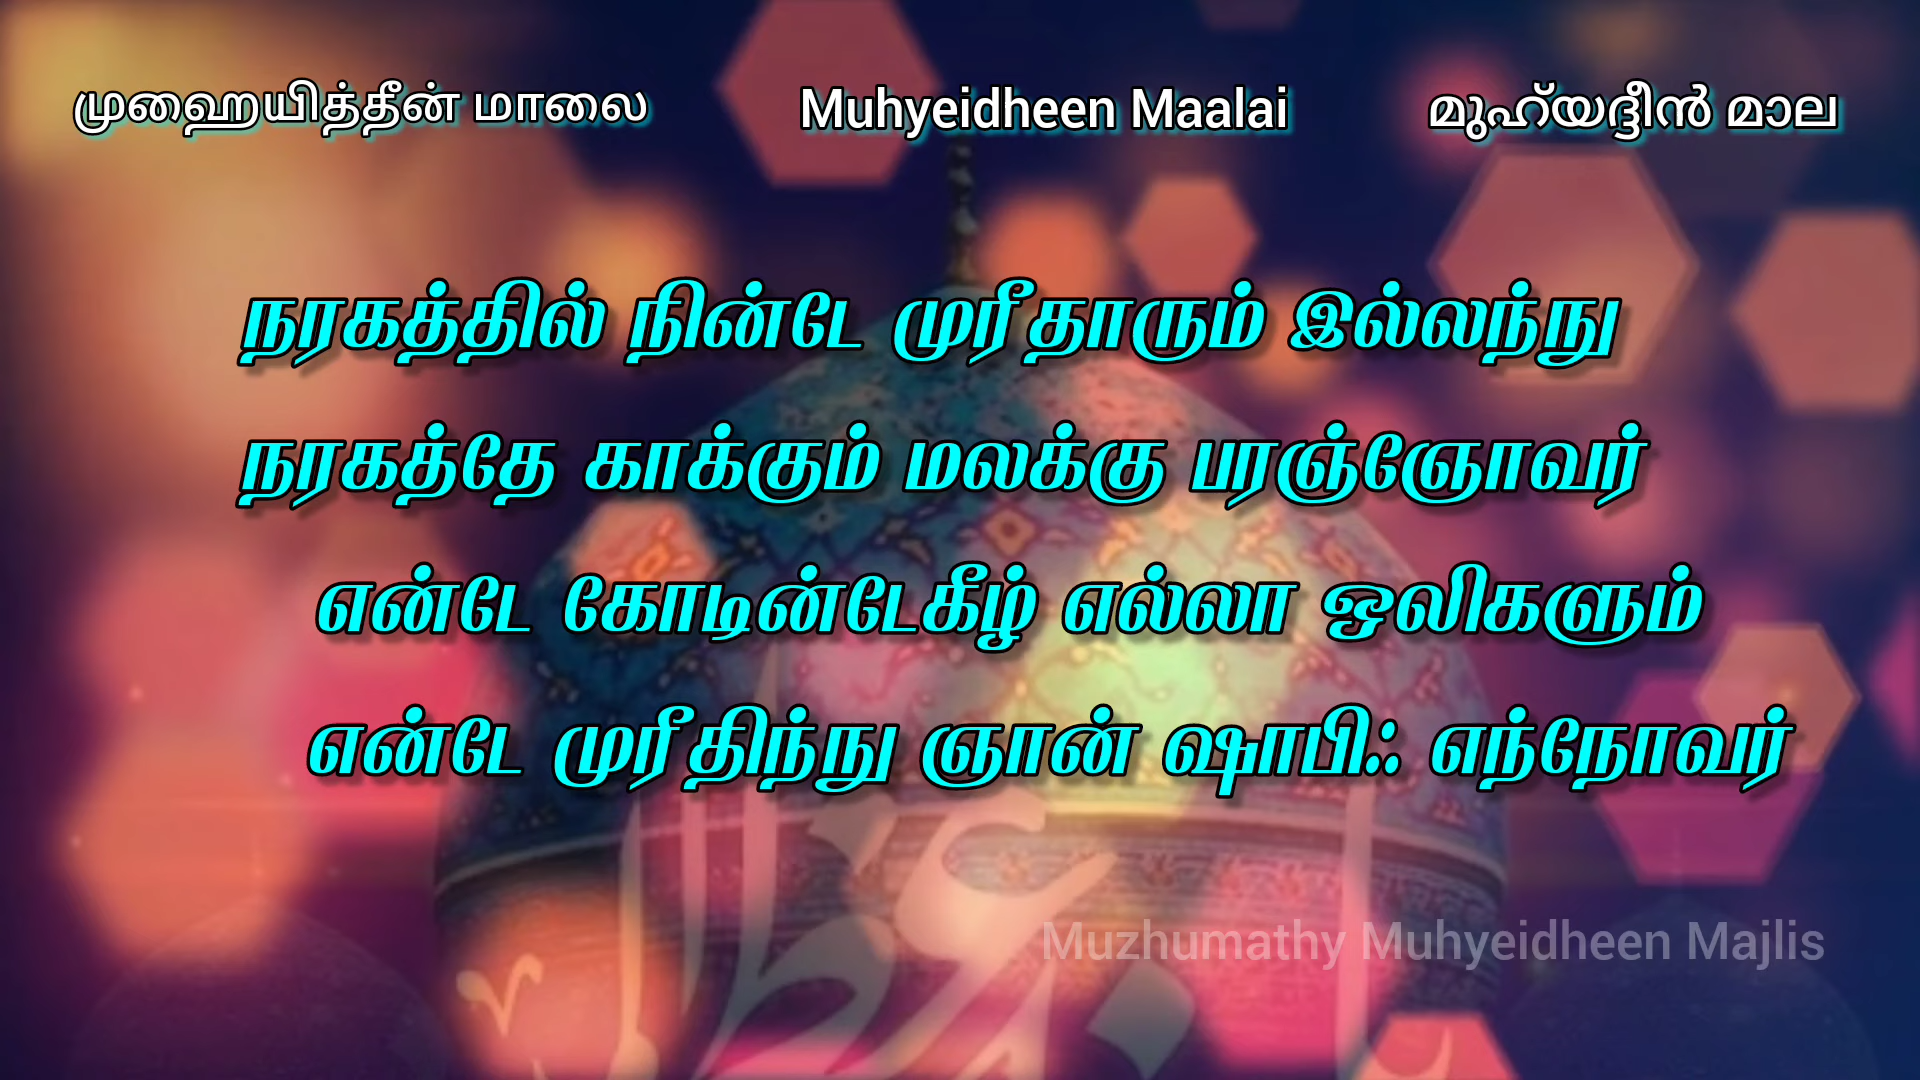 முஹையித்தீன் மாலை Muhyeidheen Maalai മുഹ്‌യദ്ദീൻ മാല
நரகத்தில் நின்டே முரீதாரும் இல்லந்நு
நரகத்தே காக்கும் மலக்கு பரஞ்ஞோவர்
என்டே கோடின்டேகீழ் எல்லா ஒலிகளும்
என்டே முரீதிந்நு ஞான் ஷாபிஃ எந்நோவர்
Muzhumathy Muhyeidheen Majlis